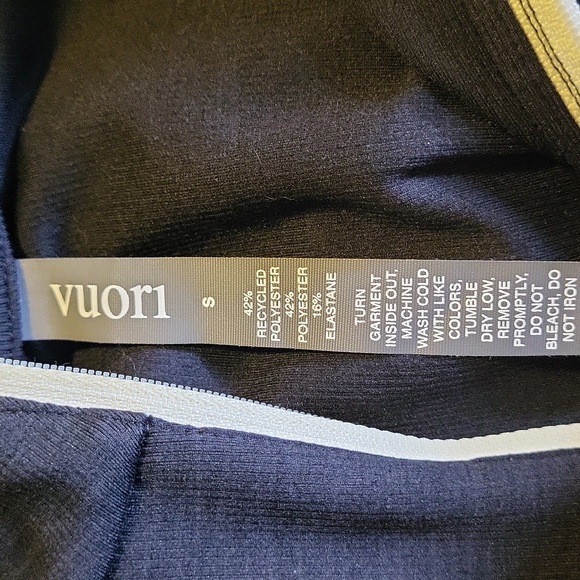 vuori
S
42%
RECYCLED
POLYESTER
42%
POLYESTER
16%
ELASTANE
TURN
GARMENT
INSIDE OUT,
MACHINE
WASH COLD
WITH LIKE
COLORS,
TUMBLE
DRY LOW,
REMOVE
PROMPTLY,
DO NOT
BLEACH, DO
NOT IRON